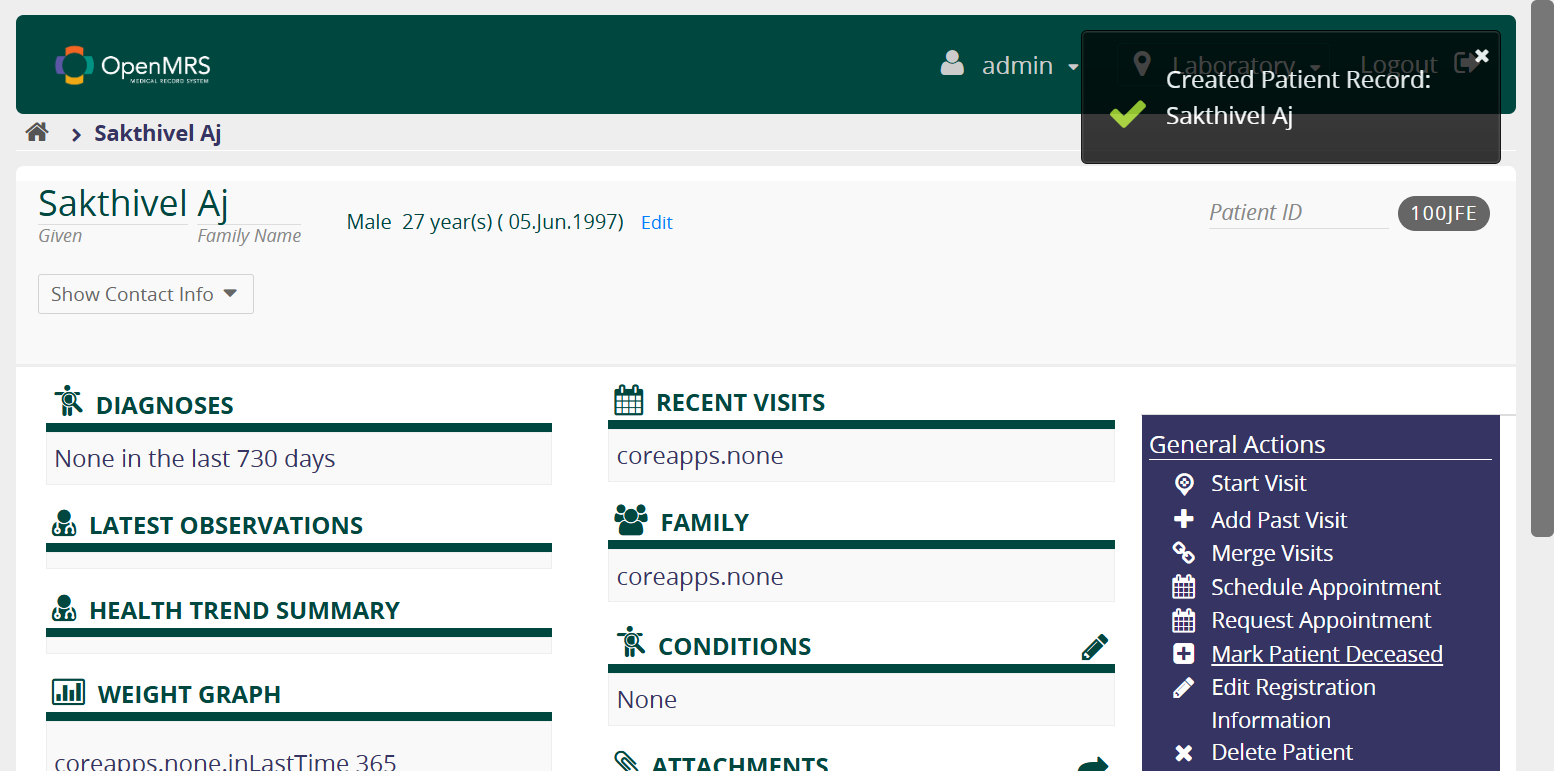 OpenMRS
MEDICAL RECORD SYSTEM
admin
Laboratory
Logout
Created Patient Record:
Sakthivel Aj
Sakthivel Aj
Sakthivel Aj
Given
Family Name
Male 27 year(s) ( 05.Jun.1997) Edit
Patient ID
100JFE
Show Contact Info
DIAGNOSES
None in the last 730 days
LATEST OBSERVATIONS
HEALTH TREND SUMMARY
WEIGHT GRAPH
coreapps.none.inLastTime 365
RECENT VISITS
coreapps.none
FAMILY
coreapps.none
CONDITIONS
None
ATTACHMENTS
General Actions
Start Visit
Add Past Visit
Merge Visits
Schedule Appointment
Request Appointment
Mark Patient Deceased
Edit Registration
Information
Delete Patient